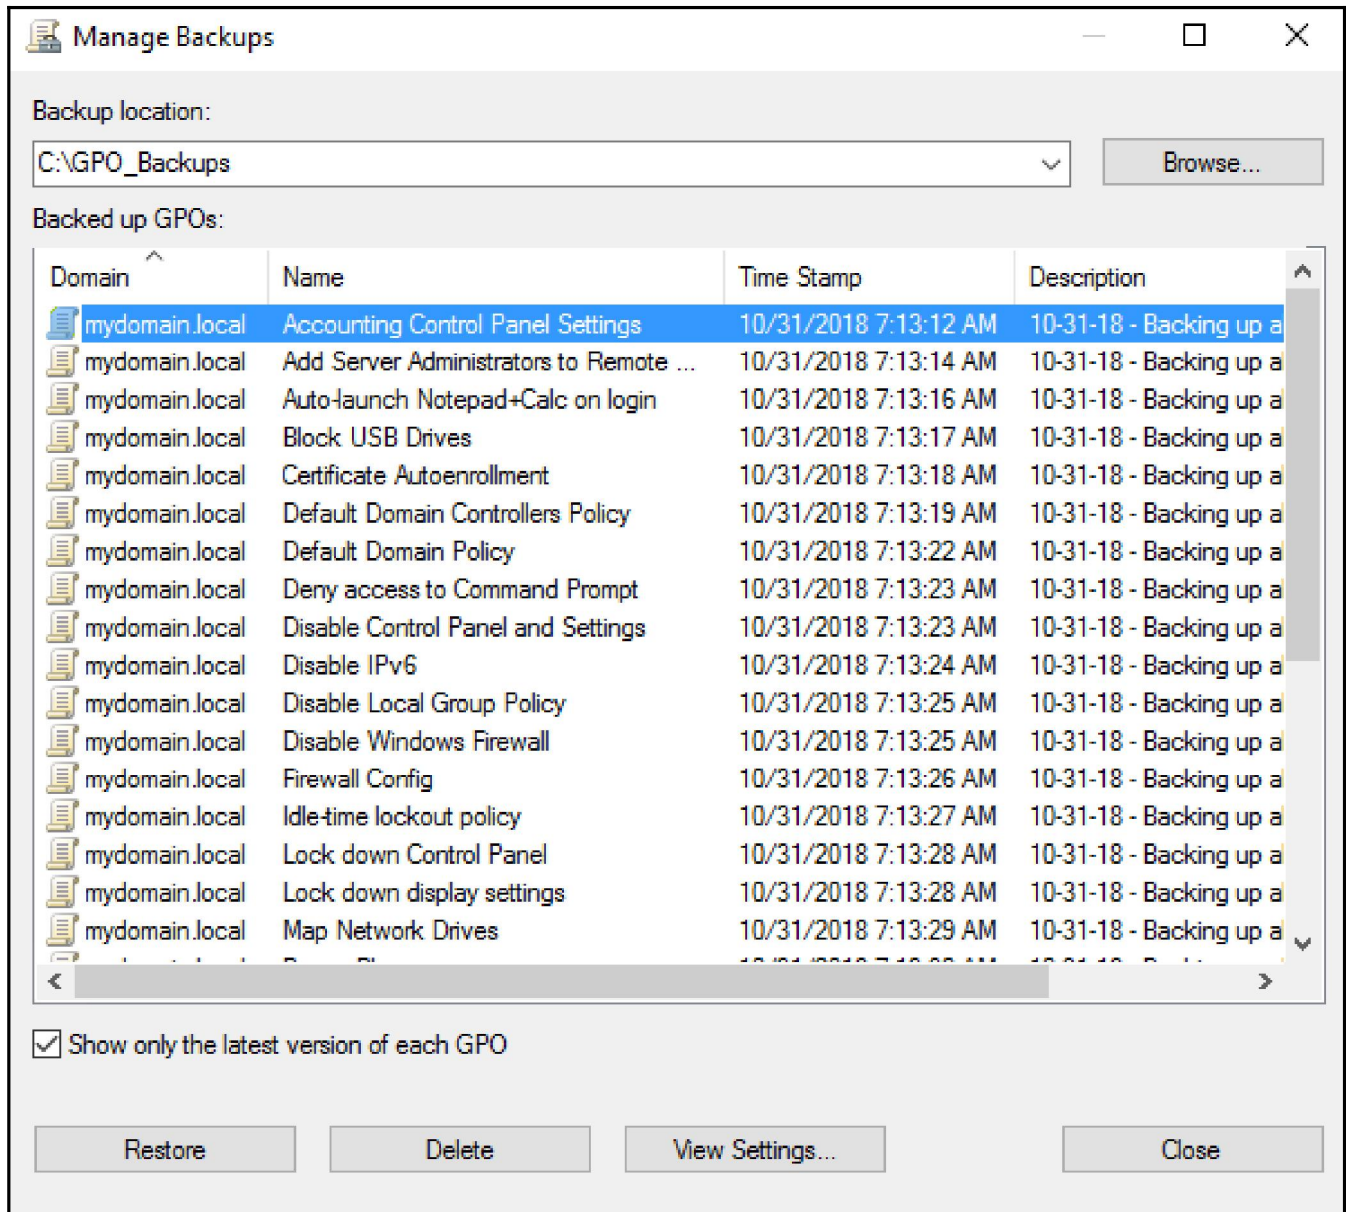 Manage Backups
Backup location:
C:\GPO_Backups
Browse...
Backed up GPOs:
Domain Name Time Stamp Description
mydomain.local Accounting Control Panel Settings 10/31/2018 7:13:12 AM 10-31-18 - Backing up a
mydomain.local Add Server Administrators to Remote ... 10/31/2018 7:13:14 AM 10-31-18 - Backing up a
mydomain.local Auto-launch Notepad+Calc on login 10/31/2018 7:13:16 AM 10-31-18 - Backing up a
mydomain.local Block USB Drives 10/31/2018 7:13:17 AM 10-31-18 - Backing up a
mydomain.local Certificate Autoenrollment 10/31/2018 7:13:18 AM 10-31-18 - Backing up a
mydomain.local Default Domain Controllers Policy 10/31/2018 7:13:19 AM 10-31-18 - Backing up a
mydomain.local Default Domain Policy 10/31/2018 7:13:22 AM 10-31-18 - Backing up a
mydomain.local Deny access to Command Prompt 10/31/2018 7:13:23 AM 10-31-18 - Backing up a
mydomain.local Disable Control Panel and Settings 10/31/2018 7:13:23 AM 10-31-18 - Backing up a
mydomain.local Disable IPv6 10/31/2018 7:13:24 AM 10-31-18 - Backing up a
mydomain.local Disable Local Group Policy 10/31/2018 7:13:25 AM 10-31-18 - Backing up a
mydomain.local Disable Windows Firewall 10/31/2018 7:13:25 AM 10-31-18 - Backing up a
mydomain.local Firewall Config 10/31/2018 7:13:26 AM 10-31-18 - Backing up a
mydomain.local Idle-time lockout policy 10/31/2018 7:13:27 AM 10-31-18 - Backing up a
mydomain.local Lock down Control Panel 10/31/2018 7:13:28 AM 10-31-18 - Backing up a
mydomain.local Lock down display settings 10/31/2018 7:13:28 AM 10-31-18 - Backing up a
mydomain.local Map Network Drives 10/31/2018 7:13:29 AM 10-31-18 - Backing up a
Show only the latest version of each GPO
Restore Delete View Settings... Close